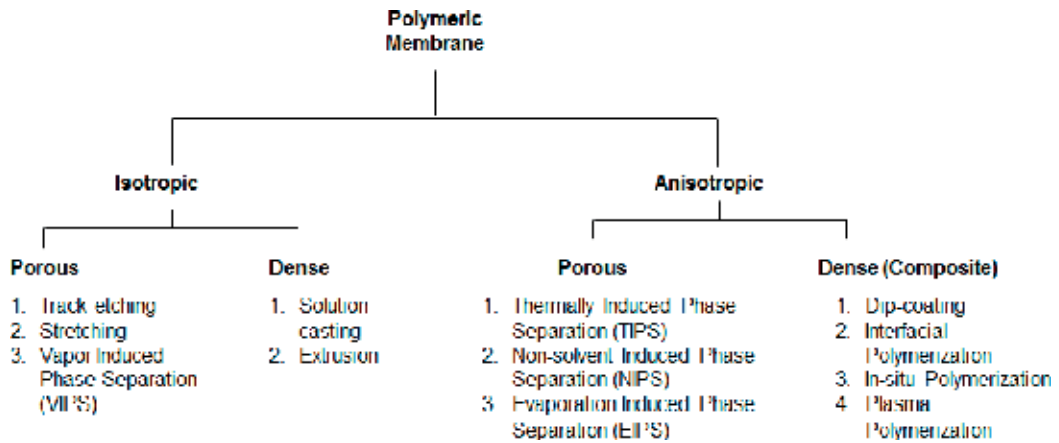 Polymeric
Membrane
Isotropic
Anisotropic
Porous
1. Track etching
2. Stretching
3. Vapor Induced
Phase Separation
(VIPS)
Dense
1. Solution
casting
2. Extrusion
Porous
1. Thermally Induced Phase
Separation (TIPS)
2. Non-solvent Induced Phase
Separation (NIPS)
3 Evaporation Induced Phase
Separation (EIPS)
Dense (Composite)
1. Dip-coating
2. Interfacial
Polymerization
3. In-situ Polymerization
4 Plasma
Polymerization